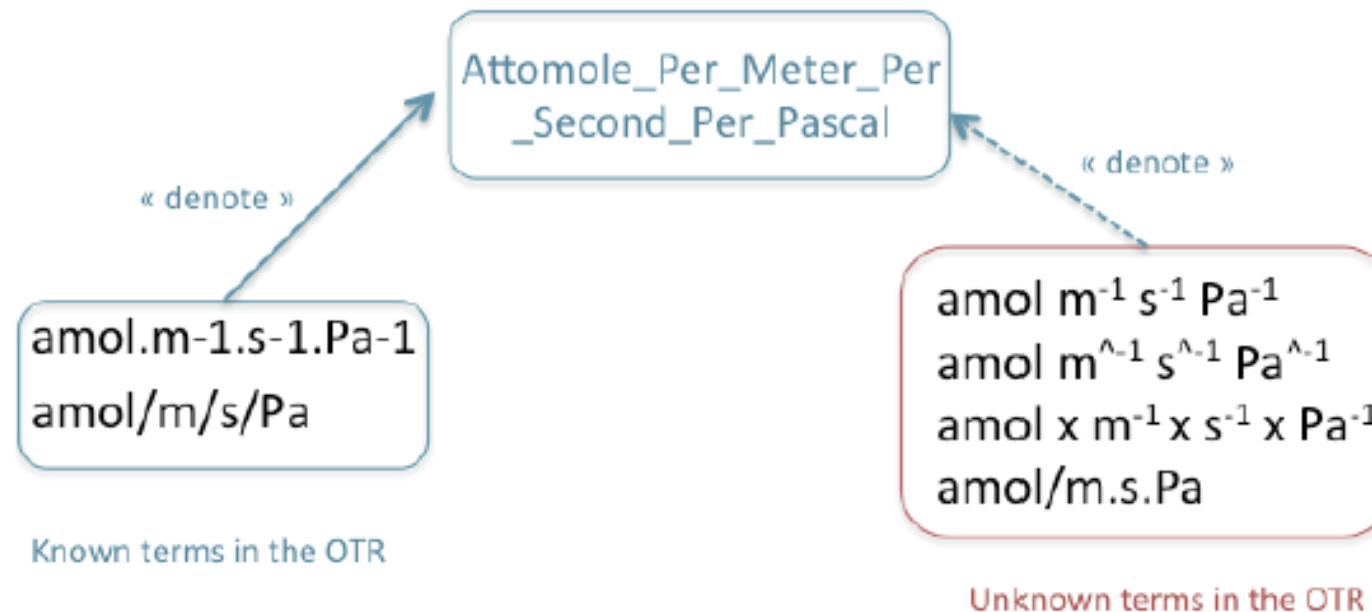 Attomole_Per_Meter_Per
_Second_Per_Pascal
« denote »
« denote »
amol.m-1.s-1.Pa-1
amol/m/s/Pa
Known terms in the OTR
amol m⁻¹ s⁻¹ Pa⁻¹
amol m^⁻¹ s^⁻¹ Pa^⁻¹
amol x m⁻¹ x s⁻¹ x Pa⁻¹
amol/m.s.Pa
Unknown terms in the OTR